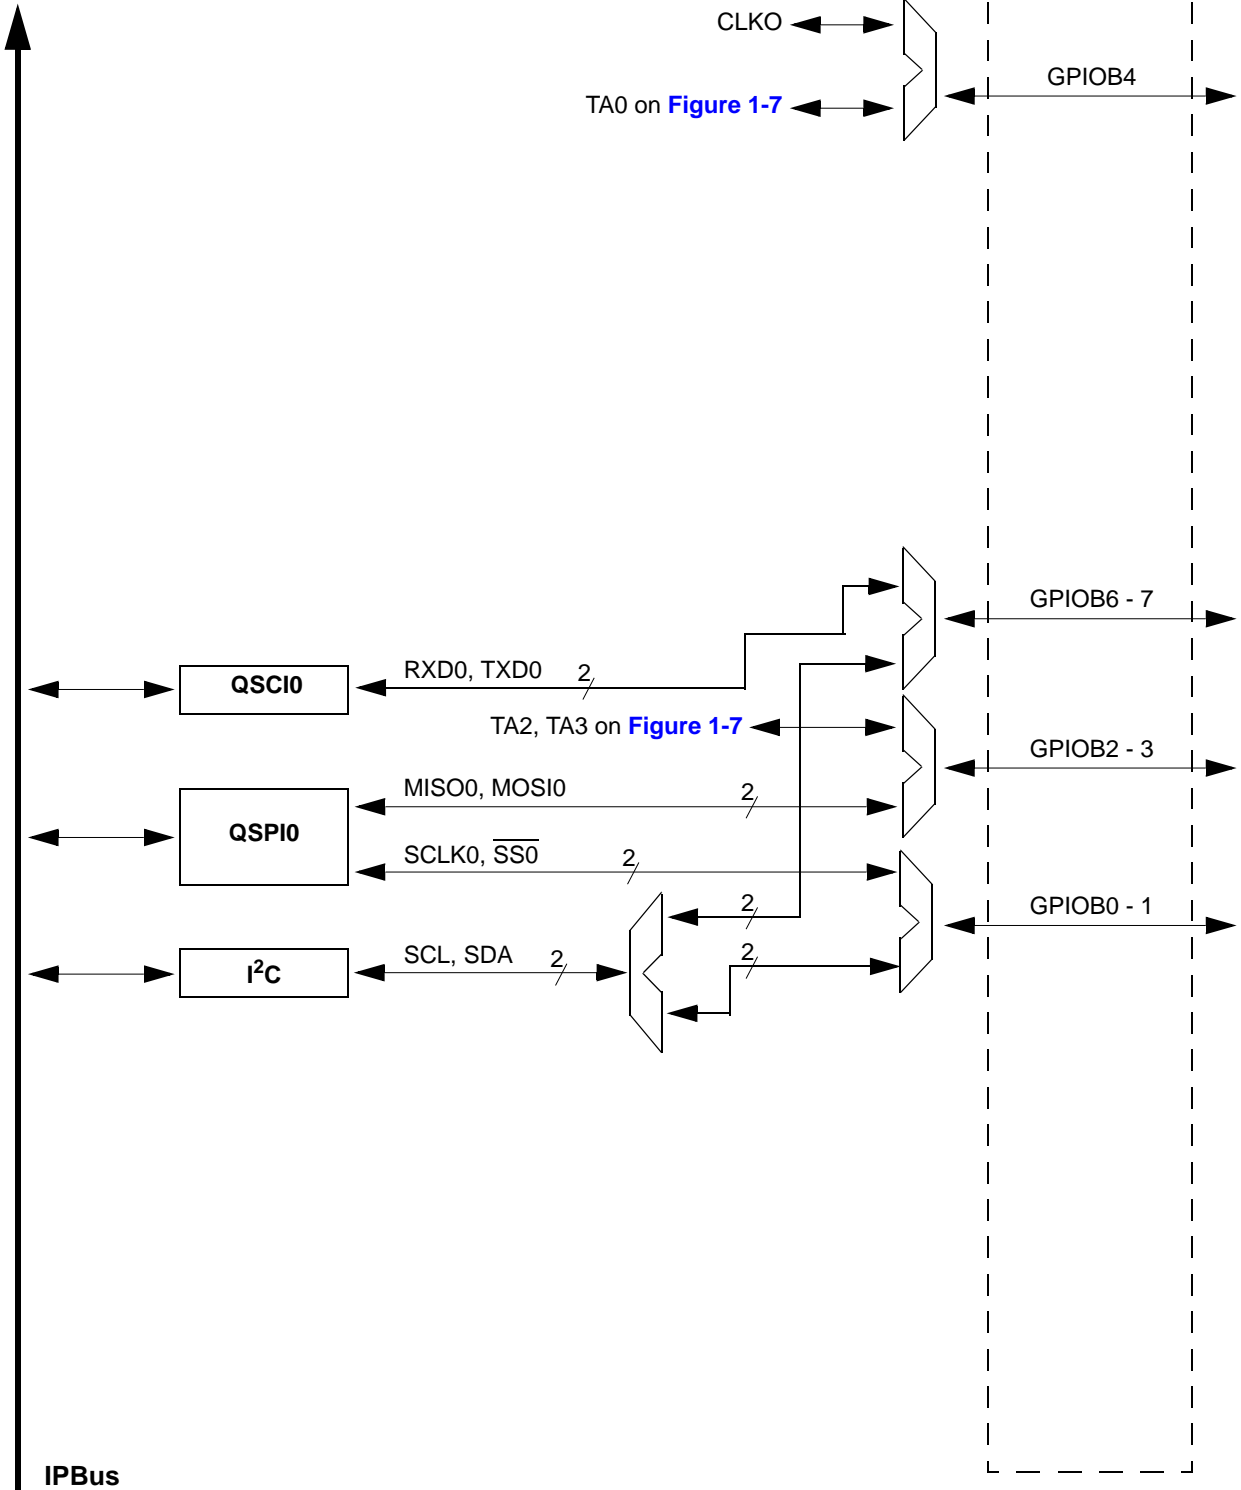 CLKO
GPIOB4
TA0 on Figure 1-7
GPIOB6 - 7
RXD0, TXD0
2
QSCI0
TA2, TA3 on Figure 1-7
GPIOB2 - 3
MISO0, MOSI0
2
QSPI0
SCLK0, SS0
2
2
GPIOB0 - 1
SCL, SDA
2
2
I²C
IPBus